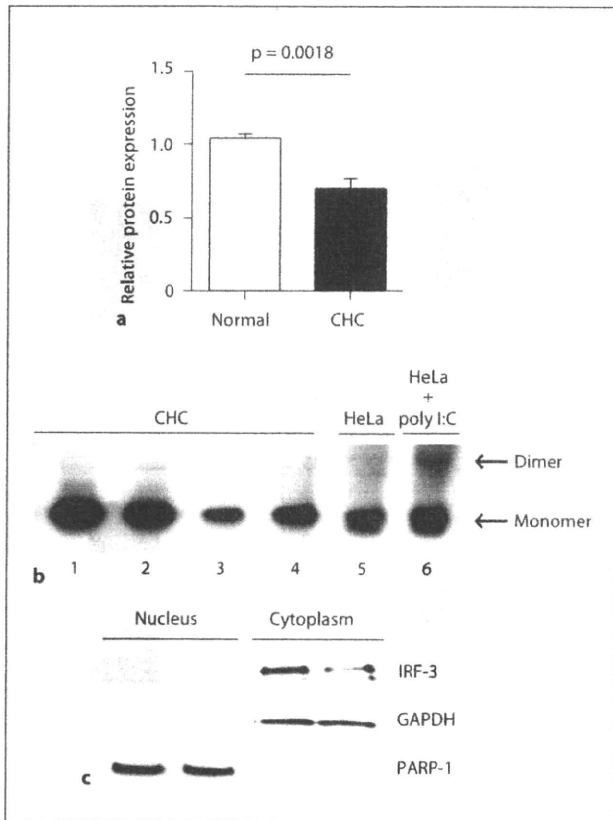 p = 0.0018
Relative protein expression
1.5
1.0
0.5
0
Normal CHC
a
CHC HeLa HeLa + poly I:C
Dimer
Monomer
1 2 3 4 5 6
b
Nucleus Cytoplasm
IRF-3
GAPDH
PARP-1
c